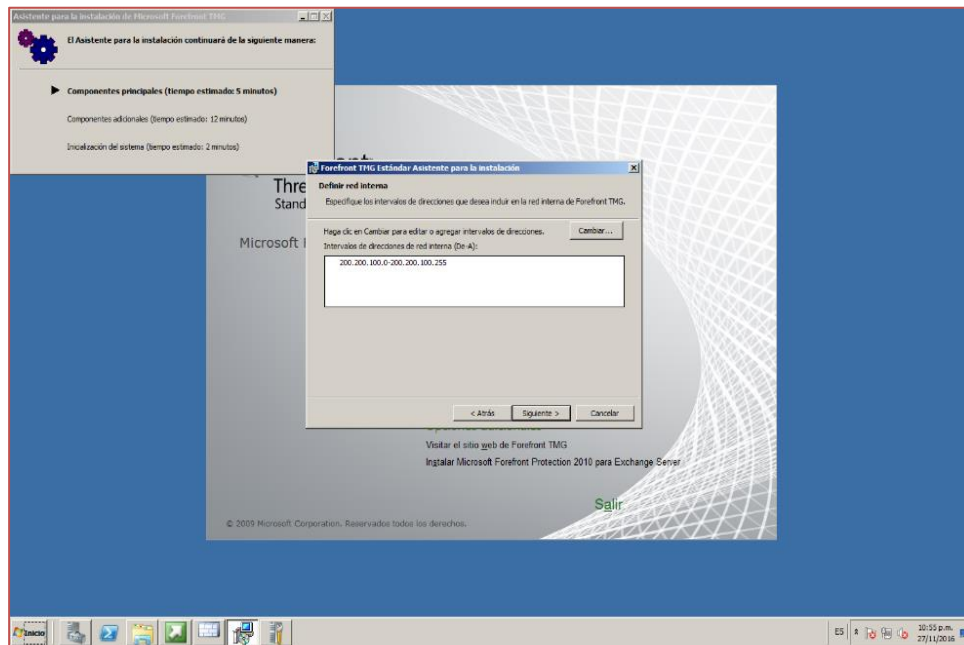 Asistente para la instalación de Microsoft Forefront TMG
El Asistente para la instalación continuará de la siguiente manera:
Componentes principales (tiempo estimado: 5 minutos)
Componentes adicionales (tiempo estimado: 12 minutos)
Inicialización del sistema (tiempo estimado: 2 minutos)
Thre
Stand
Microsoft
Forefront TMG Estándar Asistente para la instalación
Definir red interna
Especifique los intervalos de direcciones que desea incluir en la red interna de Forefront TMG.
Haga clic en Cambiar para editar o agregar intervalos de direcciones.
Cambiar...
Intervalos de direcciones de red interna (De-A):
200.200.100.0-200.200.100.255
< Atrás
Siguiente >
Cancelar
Visitar el sitio web de Forefront TMG
Instalar Microsoft Forefront Protection 2010 para Exchange Server
Salir
© 2009 Microsoft Corporation. Reservados todos los derechos.
Inicio
ES
10:55 p.m.
27/11/2016